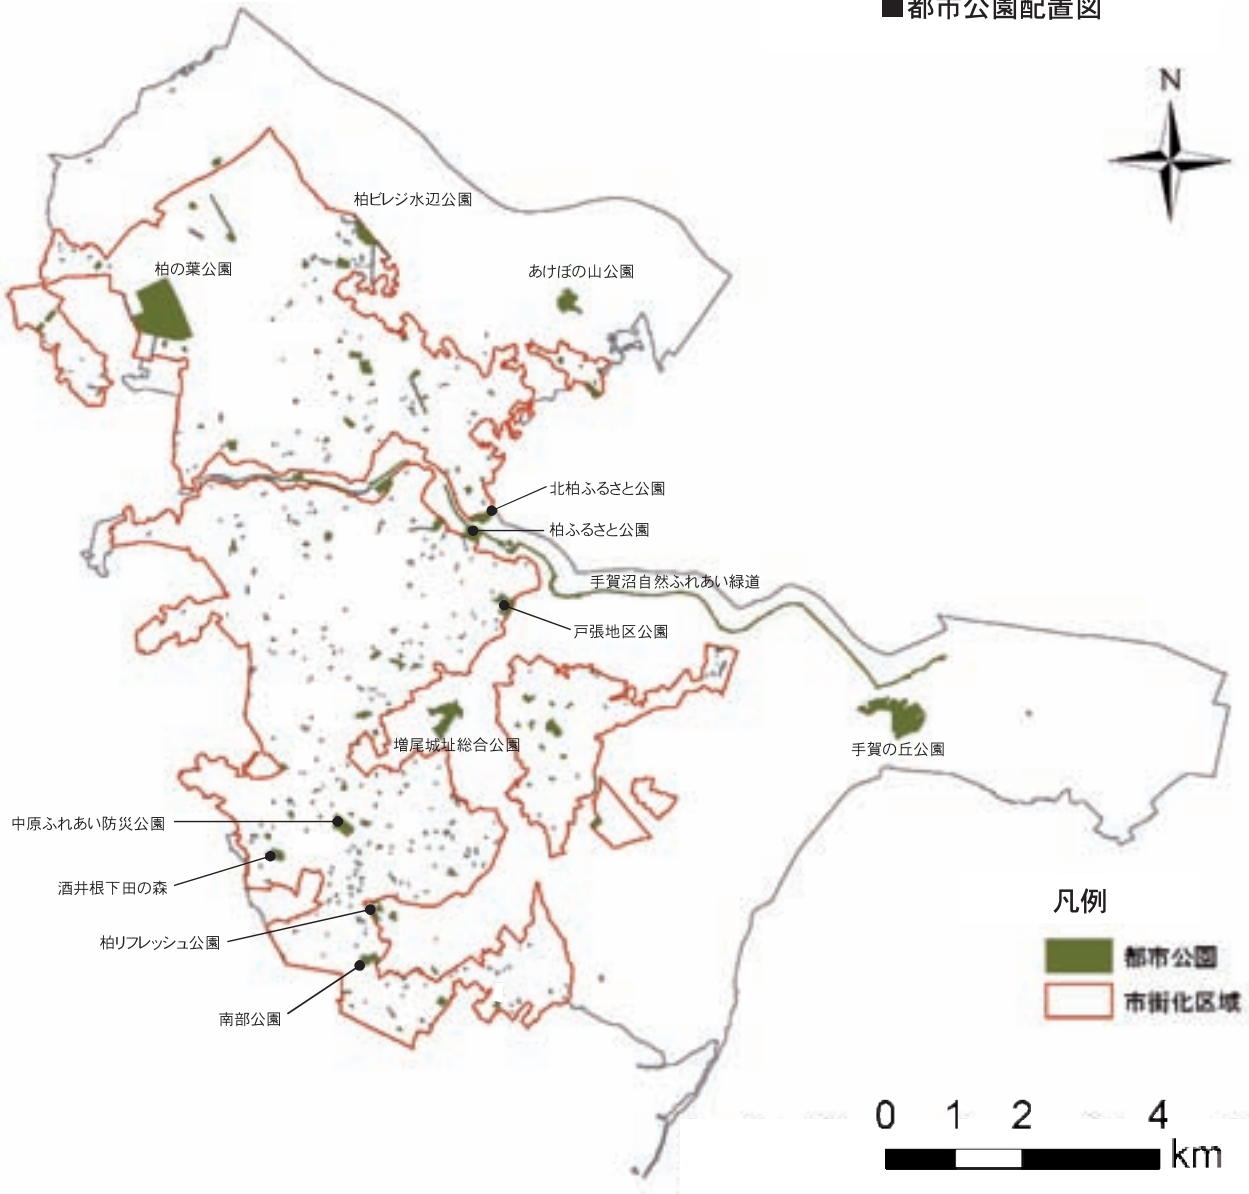 ■都市公園配置図
N
柏ビレジ水辺公園
柏の葉公園
あけぼの山公園
北柏ふるさと公園
柏ふるさと公園
手賀沼自然ふれあい緑道
戸張地区公園
増尾城址総合公園
手賀の丘公園
中原ふれあい防災公園
酒井根下田の森
柏リフレッシュ公園
南部公園
凡例
都市公園
市街化区域
0 1 2 4
km